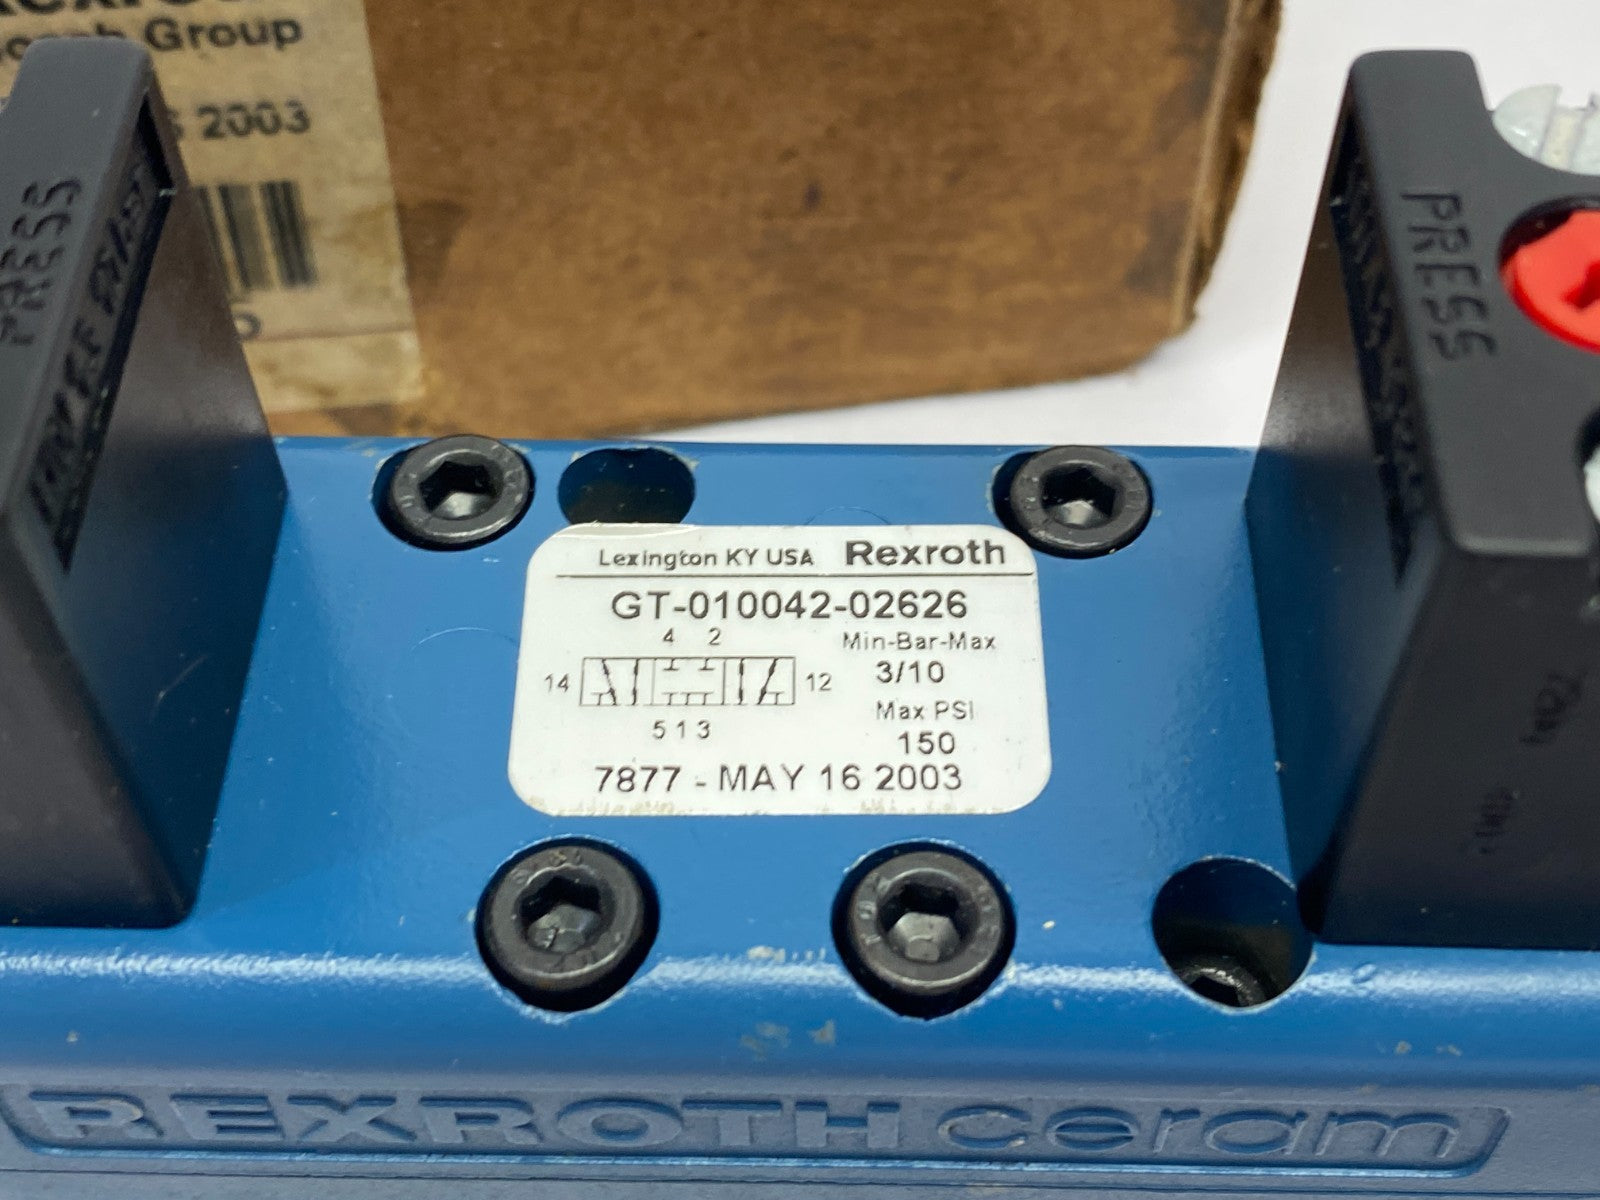 Group
2003
PRESS
PRESS
Lexington KY USA Rexroth
GT-010042-02626
4 2
Min-Bar-Max
14
12
3/10
Max PSI
5 1 3
150
7877 - MAY 16 2003
REXROTH ceram